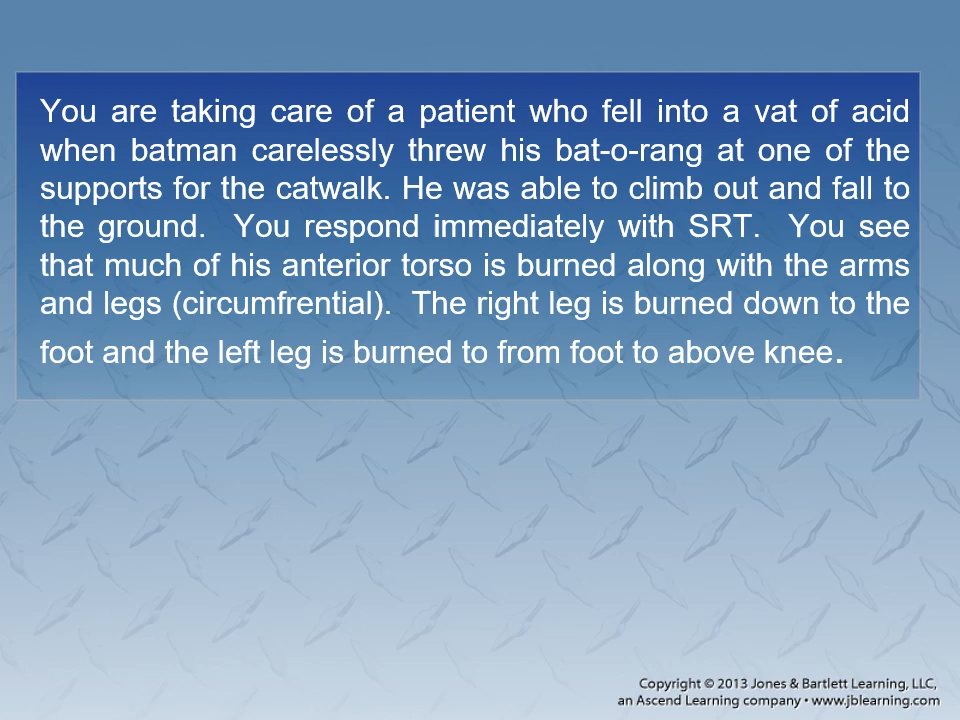 You are taking care of a patient who fell into a vat of acid
when batman carelessly threw his bat-o-rang at one of the
supports for the catwalk. He was able to climb out and fall to
the ground. You respond immediately with SRT. You see
that much of his anterior torso is burned along with the arms
and legs (circumfrential). The right leg is burned down to the
foot and the left leg is burned to from foot to above knee.
Copyright © 2013 Jones & Bartlett Learning, LLC,
an Ascend Learning company • www.jblearning.com